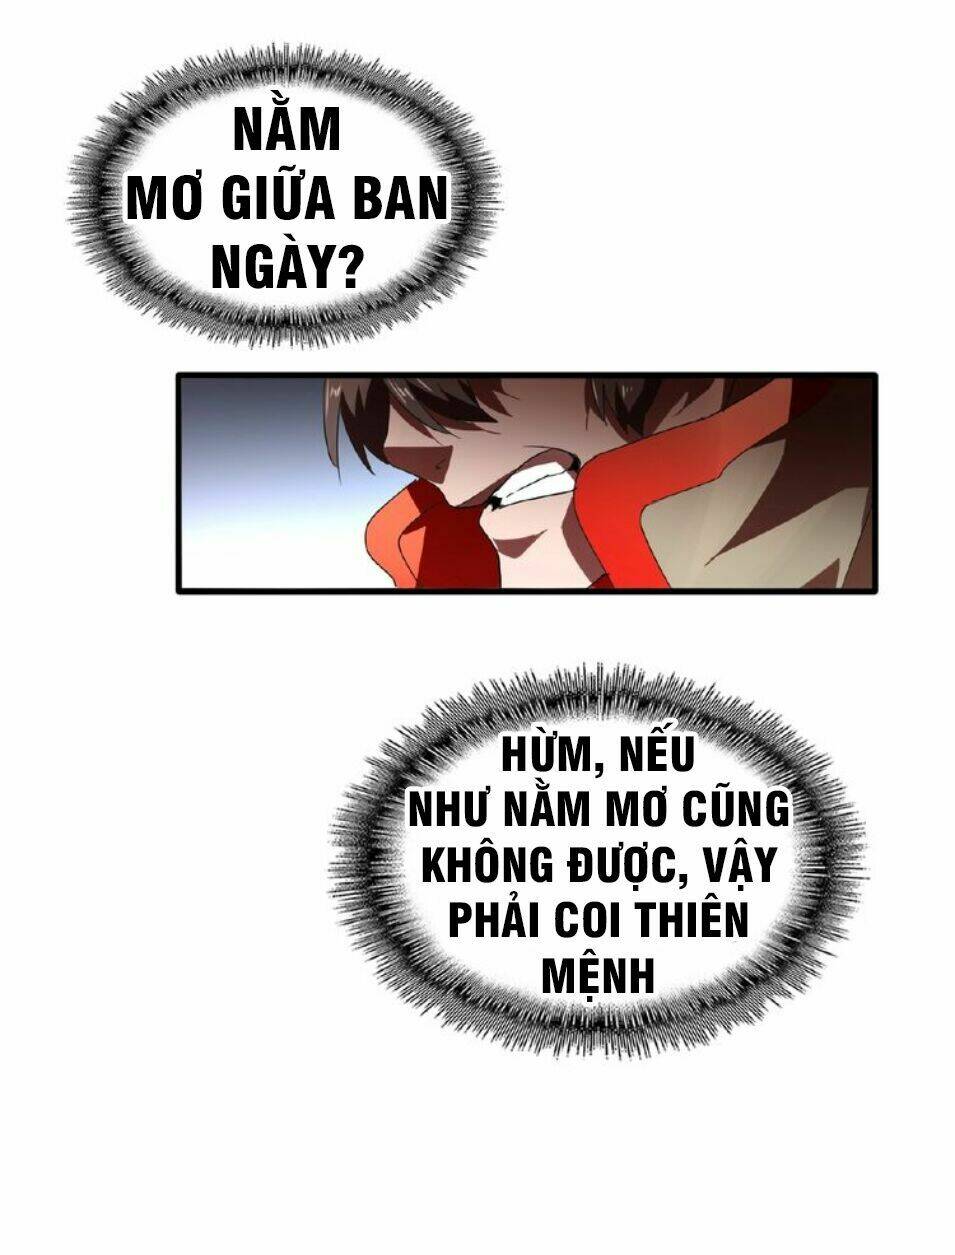 NẰM
MƠ GIỮA BAN
NGÀY?
HỪM, NẾU
NHƯ NẰM MƠ CŨNG
KHÔNG ĐƯỢC, VẬY
PHẢI COI THIÊN
MỆNH